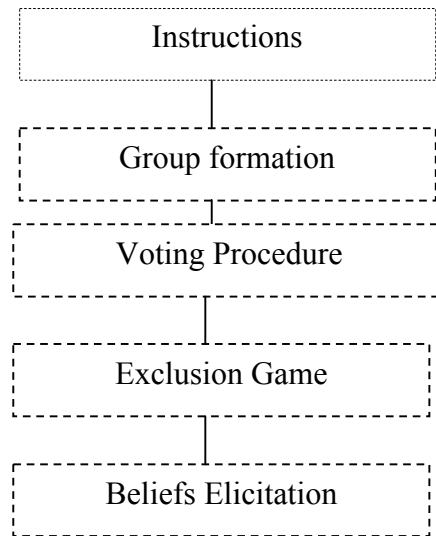 Instructions
Group formation
Voting Procedure
Exclusion Game
Beliefs Elicitation